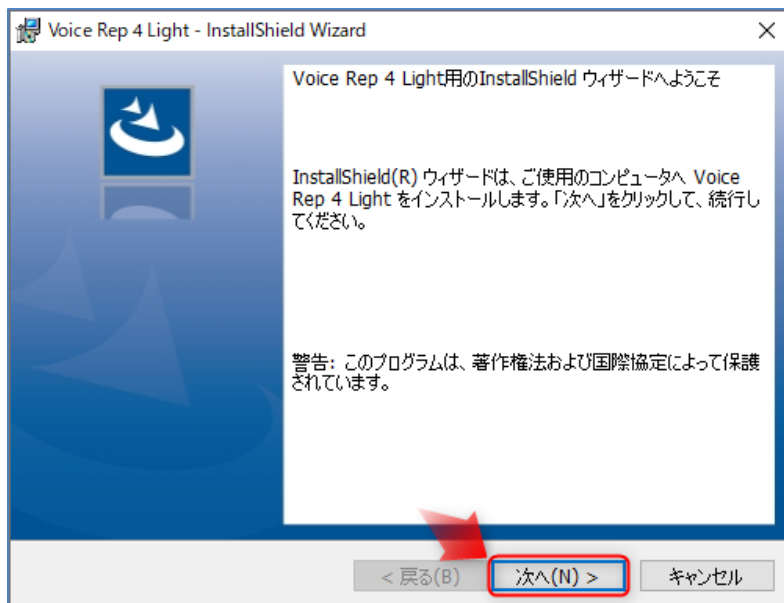 Voice Rep 4 Light - InstallShield Wizard
Voice Rep 4 Light用のInstallShield ウィザードへようこそ
InstallShield(R) ウィザードは、ご使用のコンピュータへ Voice
Rep 4 Light をインストールします。「次へ」をクリックして、続行し
てください。
警告: このプログラムは、著作権法および国際協定によって保護
されています。
< 戻る(B)
次へ(N) >
キャンセル